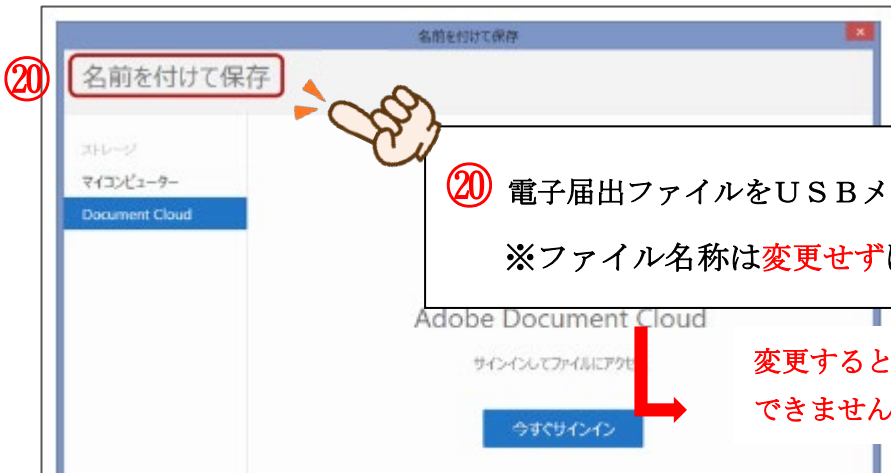 名前を付けて保存
⑳ 名前を付けて保存
ストレージ
マイコンピューター
Document Cloud
⑳ 電子届出ファイルをUSBメ
※ファイル名称は変更せず
Adobe Document Cloud
サインインしてファイルにアクセ
変更すると
できません
今すぐサインイン